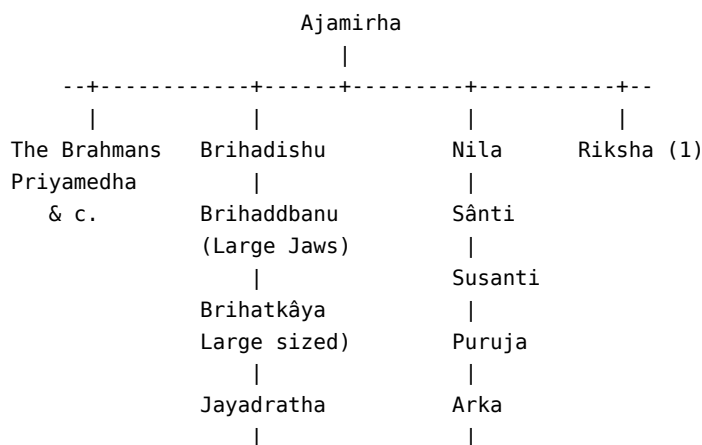 Ajamirha
|
--+------------+------+---------+-----------+--
| | | |
The Brahmans Brihadishu Nila Riksha (1)
Priyamedha | |
& c. Brihaddbanu Sânti
(Large Jaws) |
| Susanti
Brihatkâya |
Large sized) Puruja
| |
Jayadratha Arka
| |